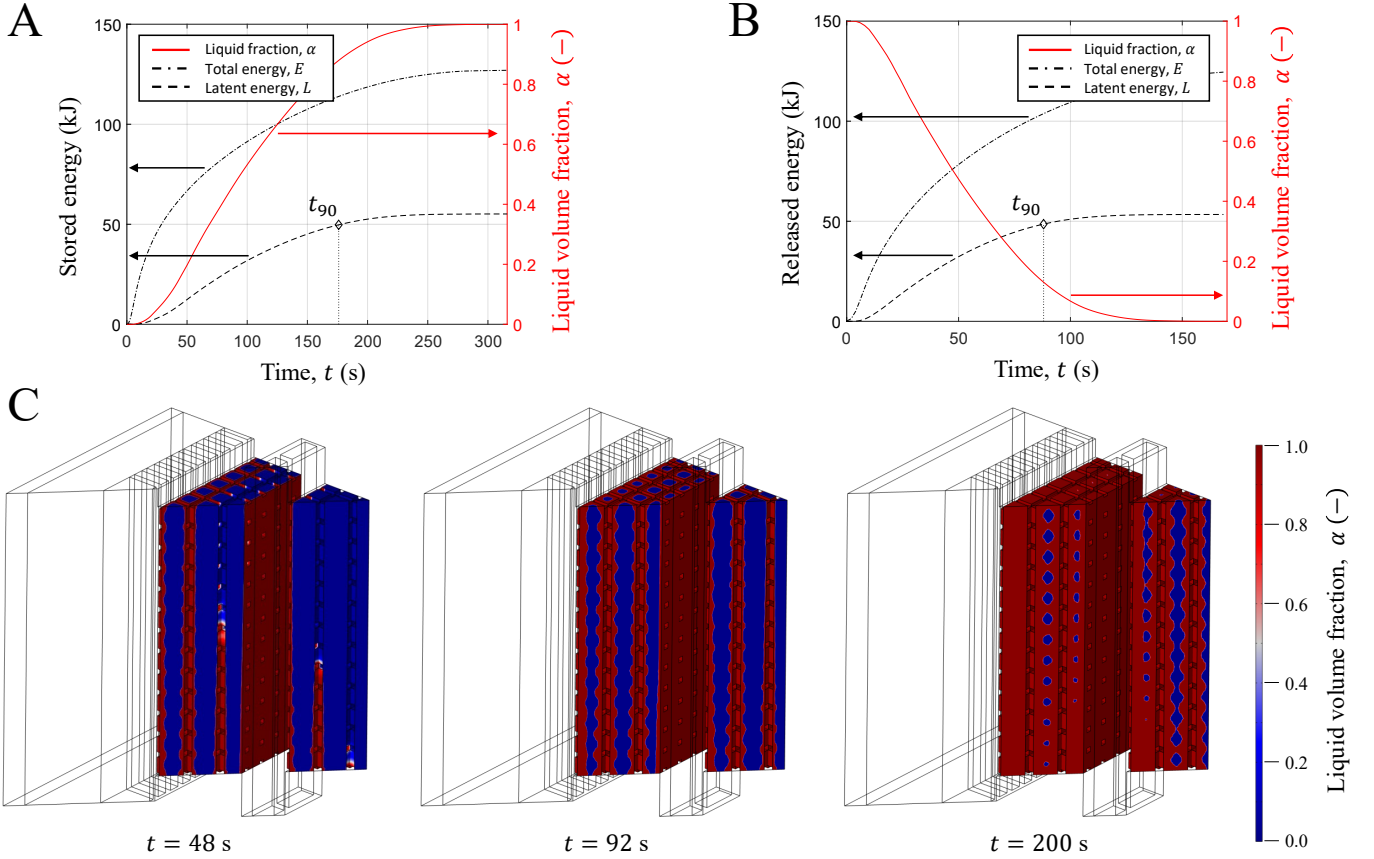 A
Stored energy (kJ)
150
100
50
0
Liquid fraction, α
Total energy, E
Latent energy, L
t90
0 50 100 150 200 250 300
Time, t (s)
1
0.8
0.6
0.4
0.2
0
Liquid volume fraction, α (−)
B
Released energy (kJ)
150
100
50
0
Liquid fraction, α
Total energy, E
Latent energy, L
t90
0 50 100 150
Time, t (s)
1
0.8
0.6
0.4
0.2
0
Liquid volume fraction, α (−)
C
t = 48 s
t = 92 s
t = 200 s
1.0
0.8
0.6
0.4
0.2
0.0
Liquid volume fraction, α (−)